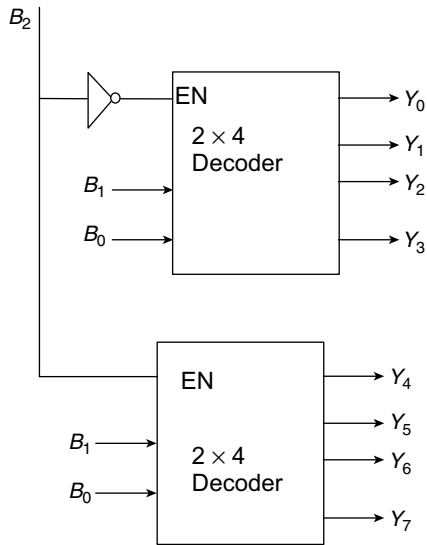 B₂
EN
2 × 4
Decoder
B₁
B₀
Y₀
Y₁
Y₂
Y₃
EN
2 × 4
Decoder
B₁
B₀
Y₄
Y₅
Y₆
Y₇